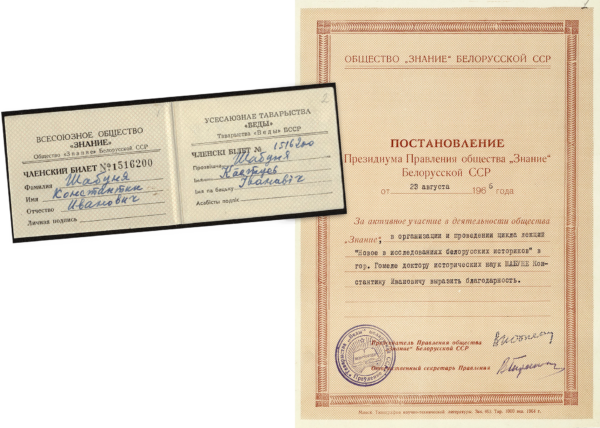 ВСЕСОЮЗНОЕ ОБЩЕСТВО
«ЗНАНИЕ»
Общество «Знание» Белорусской ССР
ЧЛЕНСКИЙ БИЛЕТ №1516200
Фамилия Шабуня
Имя Константин
Отчество Иванович
Личная подпись
2
УСЕСАЮЗНАЕ ТАВАРЫСТВА
«ВЕДЫ»
Таварыства «Веды» БССР
ЧЛЕНСКІ БІЛЕТ № 1516200
Прозвішча Шабуня
Імя
Імя па бацьку Іванавіч
Асабісты подпіс
ОБЩЕСТВО „ЗНАНИЕ" БЕЛОРУССКОЙ ССР
ПОСТАНОВЛЕНИЕ
Президиума Правления общества „Знание"
Белорусской ССР
от 22 августа 1966 года
За активные участие в деятельности общества
„Знание", в организации и проведении цикла лекций
"Новое в исследованиях белорусских историков" в
гор. Гомеле доктору исторических наук ШАБУНЕ Кон-
стантину Ивановичу выразить благодарность.
Председатель Правления общества
"Знание" Белорусской ССР
Ответственный секретарь Правления